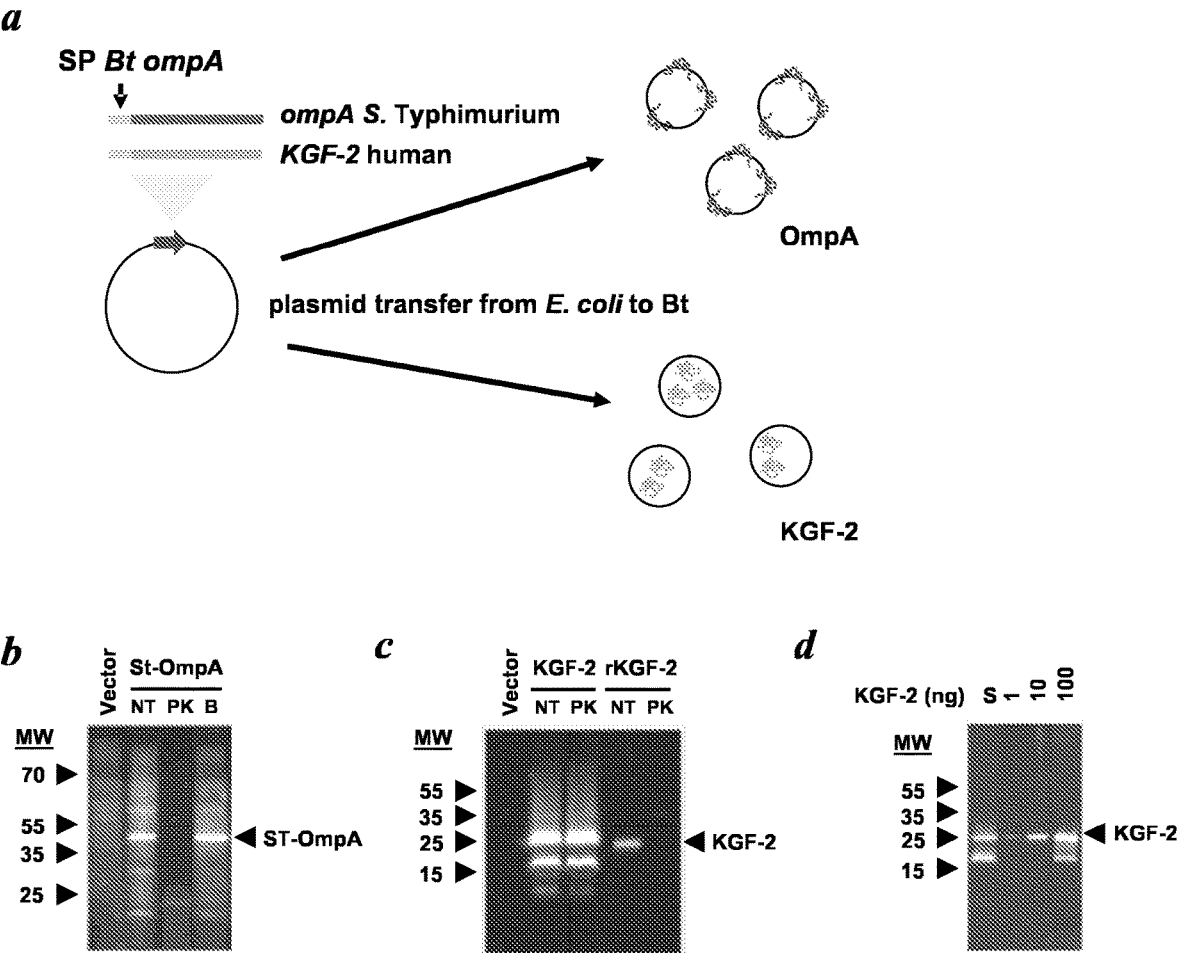 a
SP Bt ompA
ompA S. Typhimurium
KGF-2 human
OmpA
plasmid transfer from E. coli to Bt
KGF-2
b
Vector
St-OmpA
NT PK B
MW
70
55
35
25
ST-OmpA
c
Vector
KGF-2 rKGF-2
NT PK NT PK
MW
55
35
25
15
KGF-2
d
KGF-2 (ng) S 1 10 100
MW
55
35
25
15
KGF-2